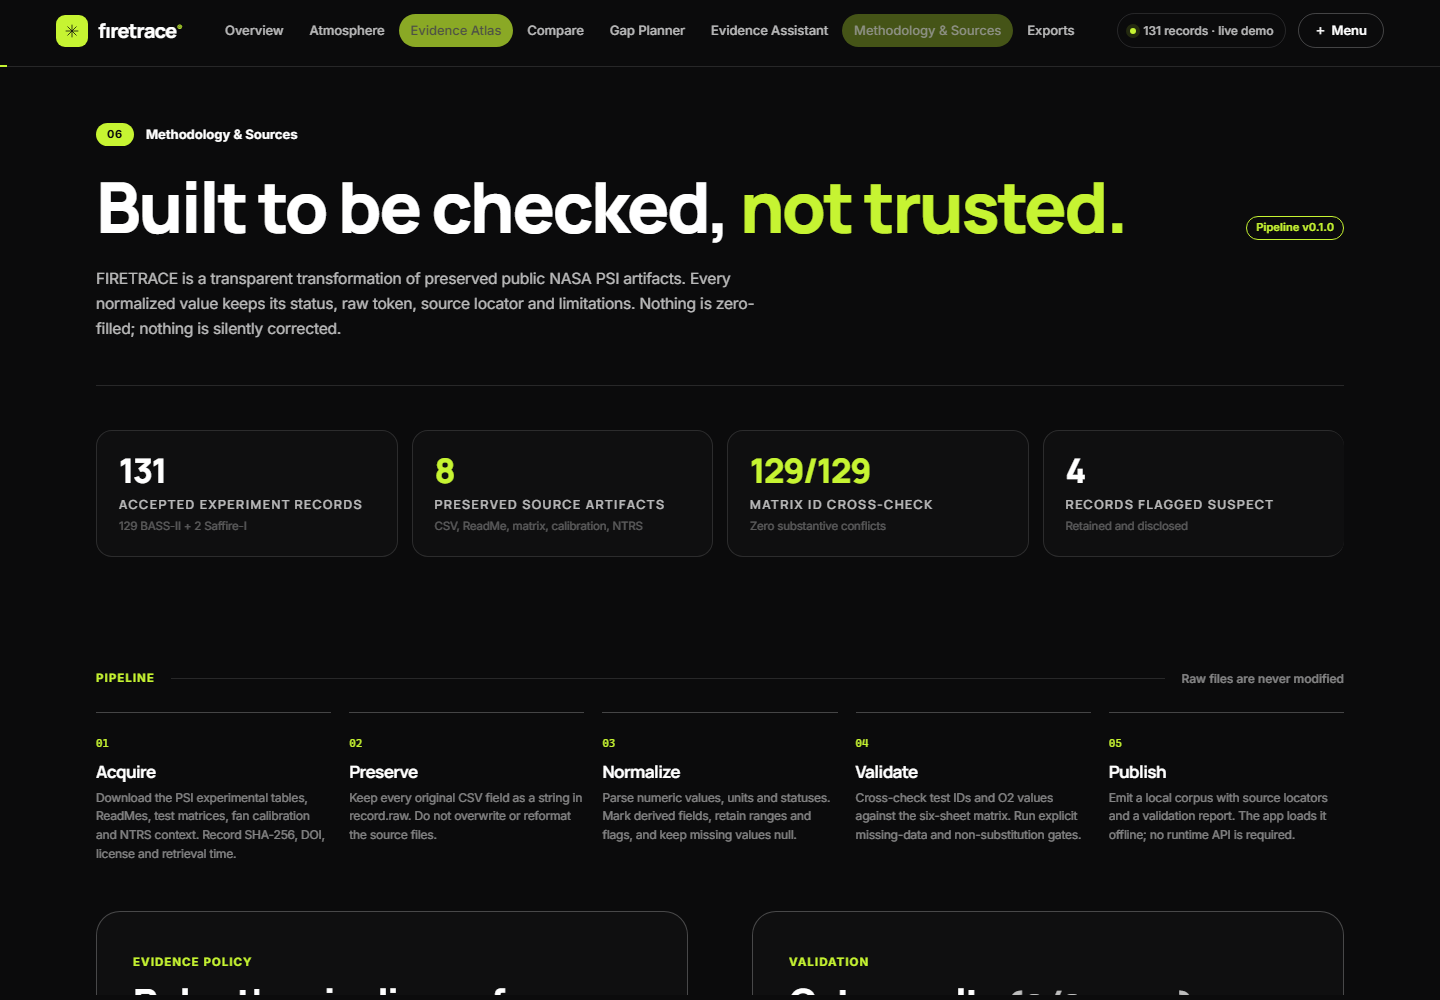 firetrace
Overview
Atmosphere
Evidence Atlas
Compare
Gap Planner
Evidence Assistant
Methodology & Sources
Exports
131 records · live demo
+ Menu
06
Methodology & Sources
Built to be checked, not trusted.
Pipeline v0.1.0
FIRETRACE is a transparent transformation of preserved public NASA PSI artifacts. Every
normalized value keeps its status, raw token, source locator and limitations. Nothing is zero-
filled; nothing is silently corrected.
131
ACCEPTED EXPERIMENT RECORDS
129 BASS-II + 2 Saffire-I
8
PRESERVED SOURCE ARTIFACTS
CSV, ReadMe, matrix, calibration, NTRS
129/129
MATRIX ID CROSS-CHECK
Zero substantive conflicts
4
RECORDS FLAGGED SUSPECT
Retained and disclosed
PIPELINE
Raw files are never modified
01
Acquire
Download the PSI experimental tables,
ReadMes, test matrices, fan calibration
and NTRS context. Record SHA-256, DOI,
license and retrieval time.
02
Preserve
Keep every original CSV field as a string in
record.raw. Do not overwrite or reformat
the source files.
03
Normalize
Parse numeric values, units and statuses.
Mark derived fields, retain ranges and
flags, and keep missing values null.
04
Validate
Cross-check test IDs and O2 values
against the six-sheet matrix. Run explicit
missing-data and non-substitution gates.
05
Publish
Emit a local corpus with source locators
and a validation report. The app loads it
offline; no runtime API is required.
EVIDENCE POLICY
VALIDATION